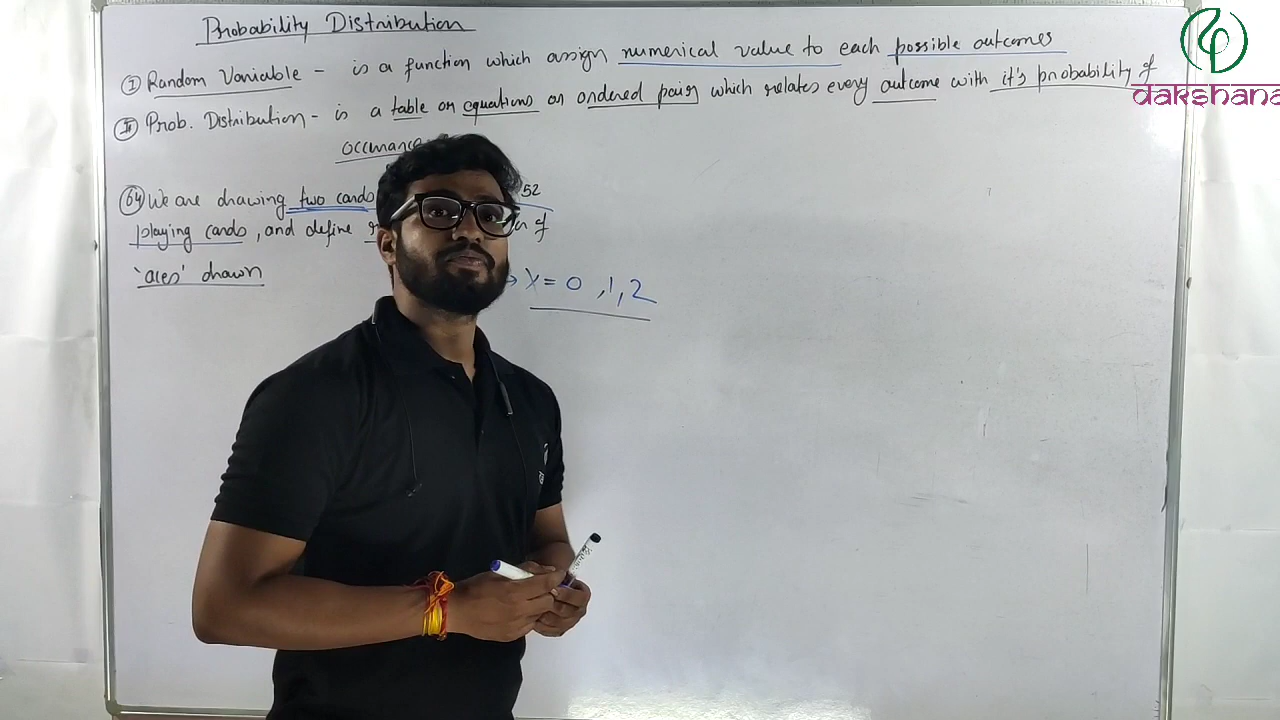 Probability Distribution
I Random Variable - is a function which assign numerical value to each possible outcomes
II Prob. Distribution - is a table or equations or ordered pairs which relates every outcome with it's probability of
occurance
64 We are drawing two cards 52
playing cards, and define of
'aces' drawn
X = 0, 1, 2
dakshana